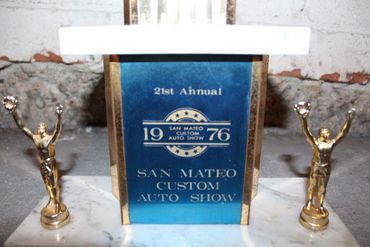 21st Annual
19 SAN MATEO 76
CUSTOM
AUTO SHOW
SAN MATEO
CUSTOM
AUTO SHOW